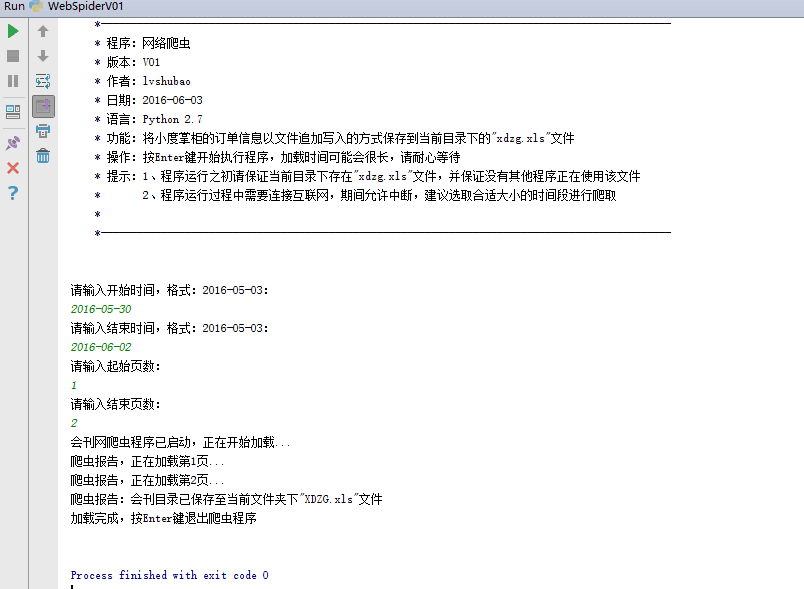 Run WebSpiderV01
*————————————————————————————————
* 程序: 网络爬虫
* 版本: V01
* 作者: lvshubao
* 日期: 2016-06-03
* 语言: Python 2.7
* 功能: 将小度掌柜的订单信息以文件追加写入的方式保存到当前目录下的"xdzg.xls"文件
* 操作: 按Enter键开始执行程序，加载时间可能会很长，请耐心等待
* 提示: 1、程序运行之初请保证当前目录下存在"xdzg.xls"文件，并保证没有其他程序正在使用该文件
* 2、程序运行过程中需要连接互联网，期间允许中断，建议选取合适大小的时间段进行爬取
*
*————————————————————————————————
请输入开始时间，格式: 2016-05-03:
2016-05-30
请输入结束时间，格式: 2016-05-03:
2016-06-02
请输入起始页数:
1
请输入结束页数:
2
会刊网爬虫程序已启动，正在开始加载...
爬虫报告，正在加载第1页...
爬虫报告，正在加载第2页...
爬虫报告: 会刊目录已保存至当前文件夹下"XDZG.xls"文件
加载完成，按Enter键退出爬虫程序
Process finished with exit code 0